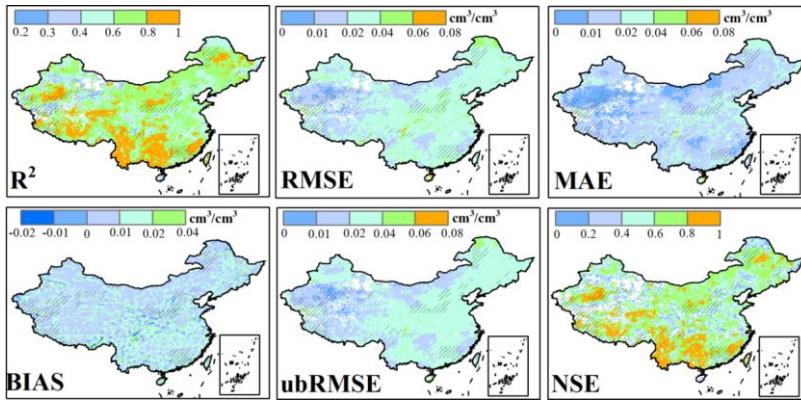 0.2 0.3 0.4 0.6 0.8 1
R²
cm³/cm³
0 0.01 0.02 0.04 0.06 0.08
RMSE
cm³/cm³
0 0.01 0.02 0.04 0.06 0.08
MAE
cm³/cm³
-0.02 -0.01 0 0.01 0.02 0.04
BIAS
cm³/cm³
0 0.01 0.02 0.04 0.06 0.08
ubRMSE
0 0.2 0.4 0.6 0.8 1
NSE